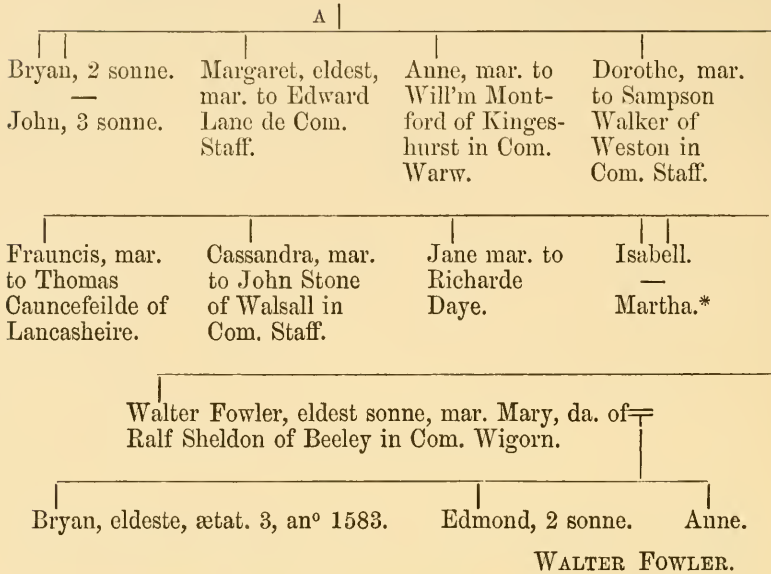 A
Bryan, 2 sonne.
—
John, 3 sonne.
Margaret, eldest,
mar. to Edward
Lane de Com.
Staff.
Anne, mar. to
Will'm Mont-
ford of Kinges-
hurst in Com.
Warw.
Dorothe, mar.
to Sampson
Walker of
Weston in
Com. Staff.
Frauncis, mar.
to Thomas
Cauncefeilde of
Lancasheire.
Cassandra, mar.
to John Stone
of Walsall in
Com. Staff.
Jane mar. to
Richarde
Daye.
Isabell.
—
Martha.*
Walter Fowler, eldest sonne, mar. Mary, da. of
Ralf Sheldon of Beeley in Com. Wigorn.
Bryan, eldeste, ætat. 3, anº 1583.
Edmond, 2 sonne.
Anne.
WALTER FOWLER.